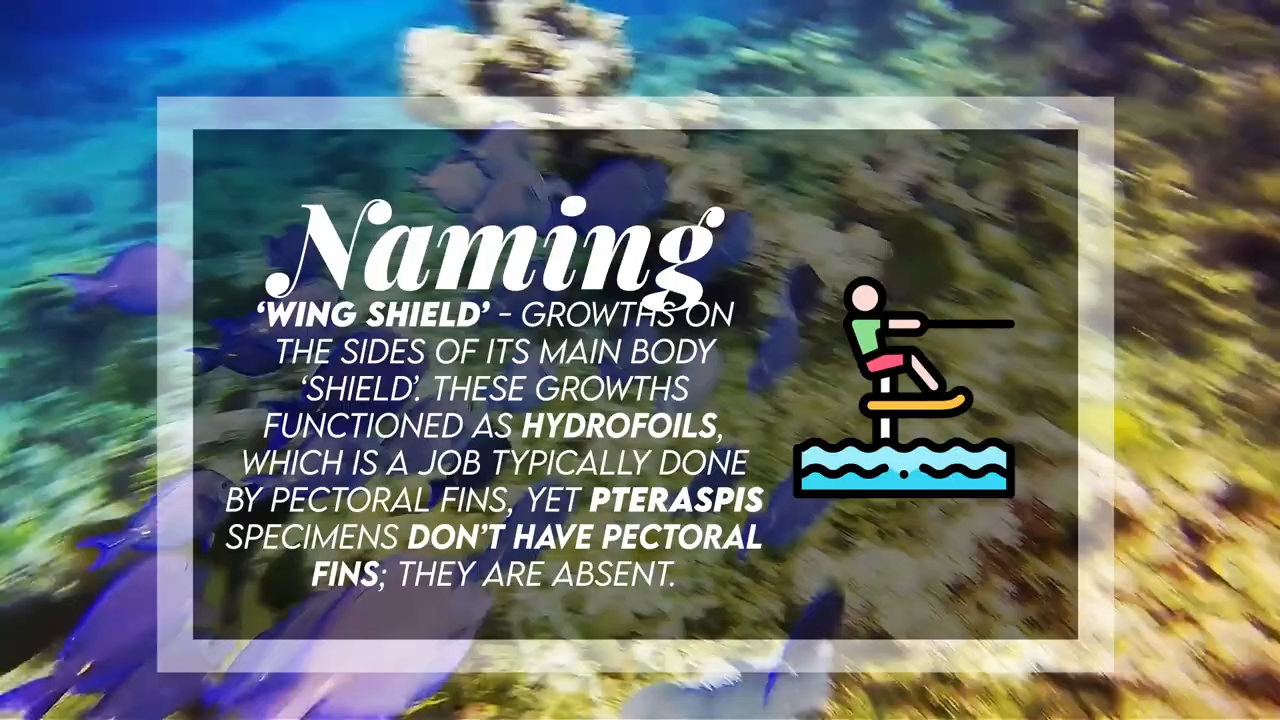 Naming
‘WING SHIELD’ - GROWTHS ON
THE SIDES OF ITS MAIN BODY
‘SHIELD’. THESE GROWTHS
FUNCTIONED AS HYDROFOILS,
WHICH IS A JOB TYPICALLY DONE
BY PECTORAL FINS, YET PTERASPIS
SPECIMENS DON’T HAVE PECTORAL
FINS; THEY ARE ABSENT.